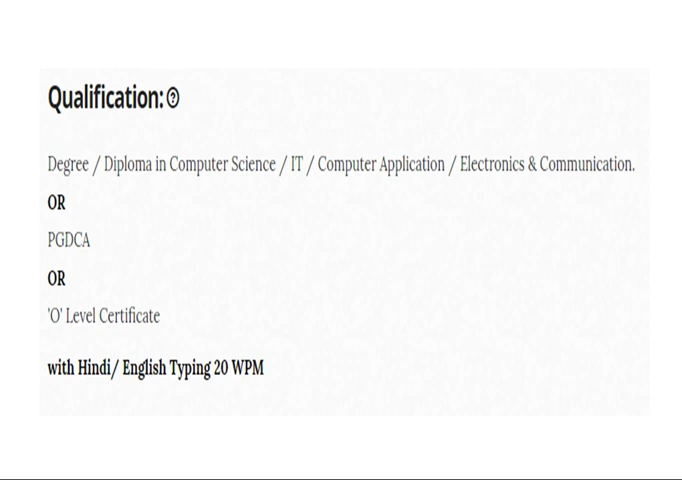 Qualification:
Degree / Diploma in Computer Science / IT / Computer Application / Electronics & Communication.
OR
PGDCA
OR
'O' Level Certificate
with Hindi/ English Typing 20 WPM